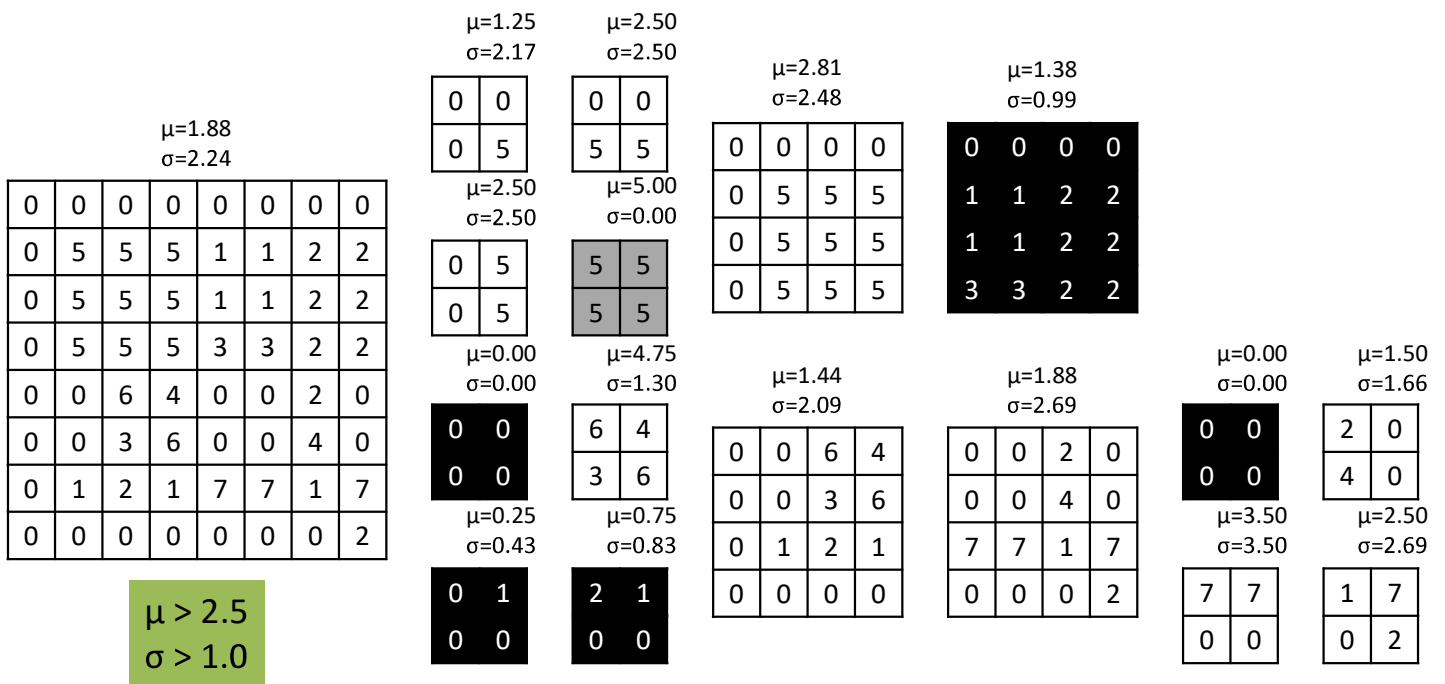 μ=1.88
σ=2.24
0 0 0 0 0 0 0 0
0 5 5 5 1 1 2 2
0 5 5 5 1 1 2 2
0 5 5 5 3 3 2 2
0 0 6 4 0 0 2 0
0 0 3 6 0 0 4 0
0 1 2 1 7 7 1 7
0 0 0 0 0 0 0 2
μ > 2.5
σ > 1.0
μ=1.25
σ=2.17
0 0
0 5
μ=2.50
σ=2.50
0 0
5 5
μ=2.50
σ=2.50
0 5
0 5
μ=5.00
σ=0.00
5 5
5 5
μ=0.00
σ=0.00
0 0
0 0
μ=4.75
σ=1.30
6 4
3 6
μ=0.25
σ=0.43
0 1
0 0
μ=0.75
σ=0.83
2 1
0 0
μ=2.81
σ=2.48
0 0 0 0
0 5 5 5
0 5 5 5
0 5 5 5
μ=1.38
σ=0.99
0 0 0 0
1 1 2 2
1 1 2 2
3 3 2 2
μ=1.44
σ=2.09
0 0 6 4
0 0 3 6
0 1 2 1
0 0 0 0
μ=1.88
σ=2.69
0 0 2 0
0 0 4 0
7 7 1 7
0 0 0 2
μ=0.00
σ=0.00
0 0
0 0
μ=1.50
σ=1.66
2 0
4 0
μ=3.50
σ=3.50
7 7
0 0
μ=2.50
σ=2.69
1 7
0 2